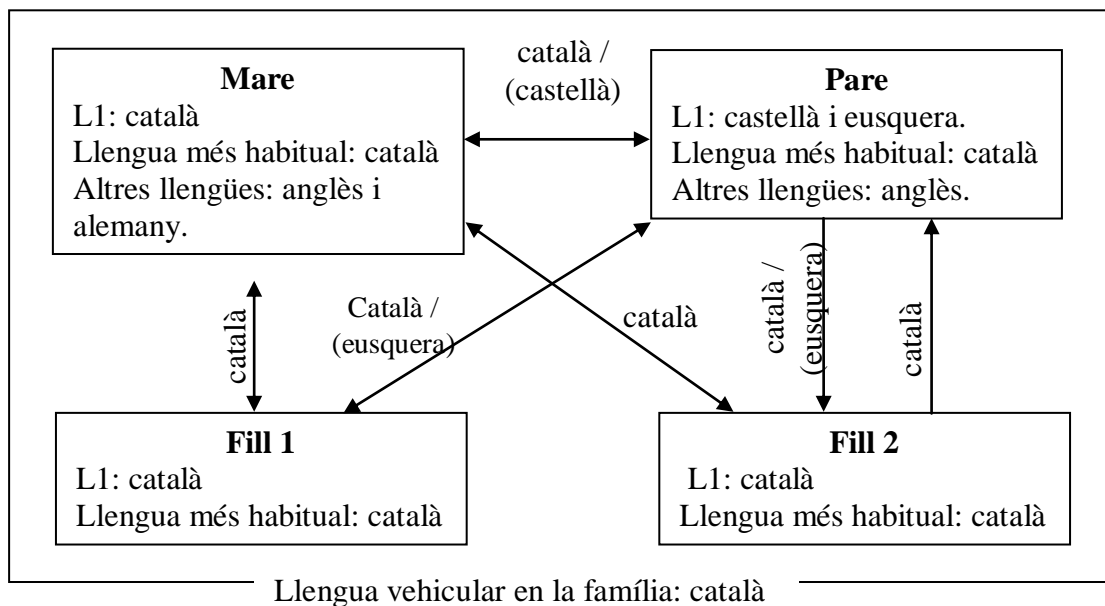 Mare
L1: català
Llengua més habitual: català
Altres llengües: anglès i
alemany.
català /
(castellà)
Pare
L1: castellà i eusquera.
Llengua més habitual: català
Altres llengües: anglès.
català
Català /
(eusquera)
català
català /
(eusquera)
català
Fill 1
L1: català
Llengua més habitual: català
Fill 2
L1: català
Llengua més habitual: català
Llengua vehicular en la família: català